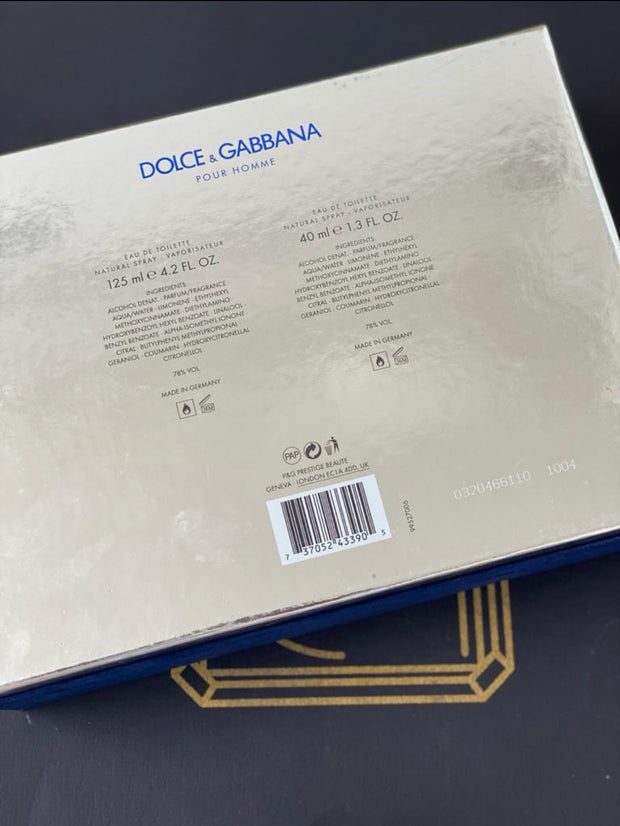 DOLCE & GABBANA
POUR HOMME
EAU DE TOILETTE
NATURAL SPRAY · VAPORISATEUR
125 ml ℮ 4.2 FL. OZ.
INGREDIENTS:
ALCOHOL DENAT. · PARFUM/FRAGRANCE ·
AQUA/WATER · LIMONENE · ETHYLHEXYL
METHOXYCINNAMATE · DIETHYLAMINO
HYDROXYBENZOYL HEXYL BENZOATE · LINALOOL ·
BENZYL BENZOATE · ALPHA-ISOMETHYL IONONE ·
CITRAL · BUTYLPHENYL METHYLPROPIONAL ·
GERANIOL · COUMARIN · HYDROXYCITRONELLAL ·
CITRONELLOL
78% VOL.
MADE IN GERMANY
EAU DE TOILETTE
NATURAL SPRAY · VAPORISATEUR
40 ml ℮ 1.3 FL. OZ.
INGREDIENTS:
ALCOHOL DENAT. · PARFUM/FRAGRANCE ·
AQUA/WATER · LIMONENE · ETHYLHEXYL
METHOXYCINNAMATE · DIETHYLAMINO
HYDROXYBENZOYL HEXYL BENZOATE · LINALOOL ·
BENZYL BENZOATE · ALPHA-ISOMETHYL IONONE ·
CITRAL · BUTYLPHENYL METHYLPROPIONAL ·
GERANIOL · COUMARIN · HYDROXYCITRONELLAL ·
CITRONELLOL
78% VOL.
MADE IN GERMANY
PAP
P&G PRESTIGE BEAUTE
GENEVA · LONDON EC1A 4DD, UK
7 37052 43390 5
96527006
0320466110 1004